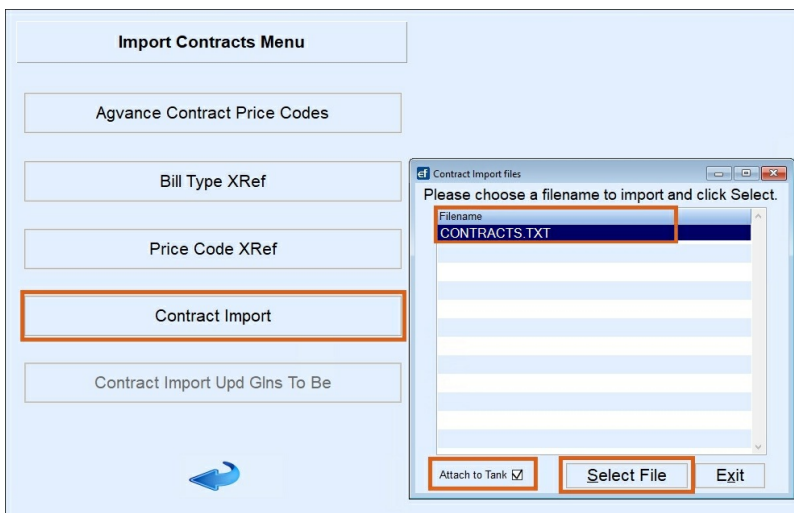 Import Contracts Menu
Agvance Contract Price Codes
Bill Type XRef
Price Code XRef
Contract Import
Contract Import Upd Glns To Be
ef Contract Import files
Please choose a filename to import and click Select.
Filename
CONTRACTS.TXT
Attach to Tank
Select File
Exit